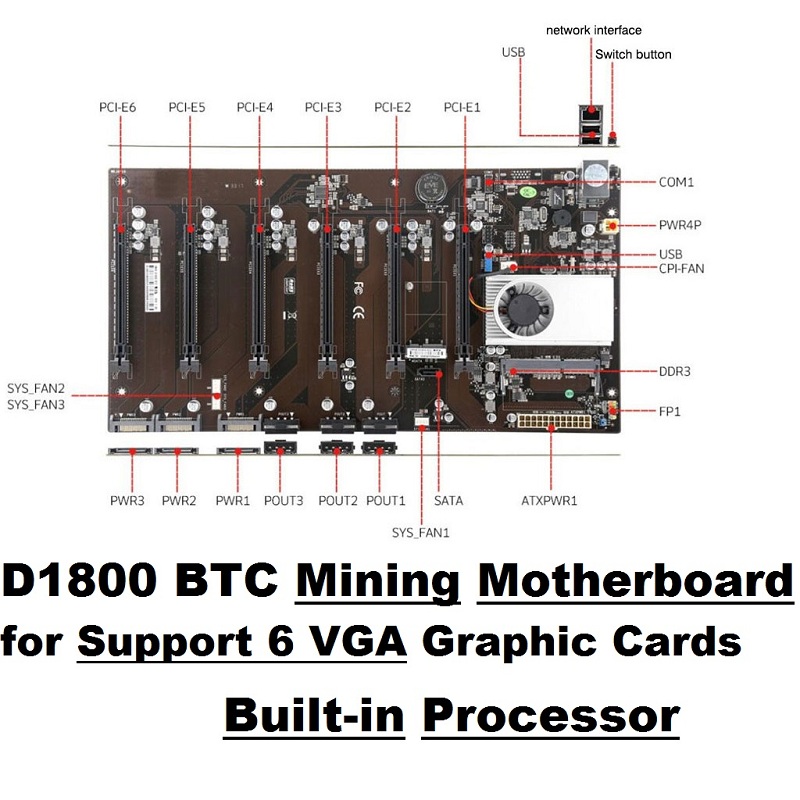 network interface
USB
Switch button
PCI-E6 PCI-E5 PCI-E4 PCI-E3 PCI-E2 PCI-E1
COM1
PWR4P
USB
CPI-FAN
FC CE
DDR3
SYS_FAN2
SYS_FAN3
FP1
PWR3 PWR2 PWR1 POUT3 POUT2 POUT1 SATA ATXPWR1
SYS_FAN1
D1800 BTC Mining Motherboard
for Support 6 VGA Graphic Cards
Built-in Processor